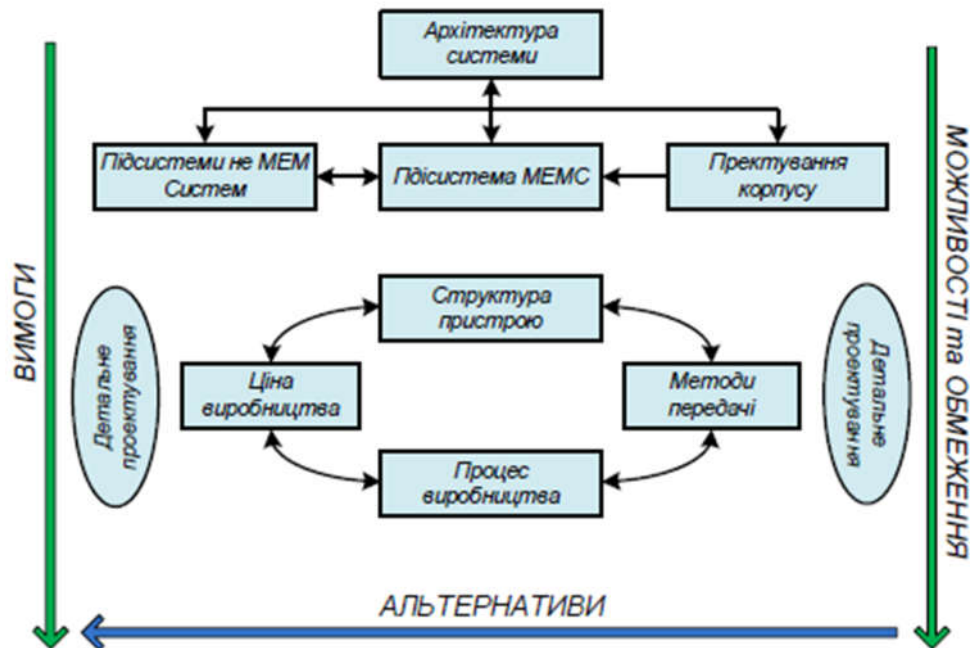 Архітектура
системи
Підсистеми не МЕМ
Систем
Пдісистема МЕМС
Пректування
корпусу
ВИМОГИ
МОЖЛИВОСТІ та ОБМЕЖЕННЯ
Структура
пристрою
Детальне
проектування
Ціна
виробництва
Методи
передачі
Детальне
проектування
Процес
виробництва
АЛЬТЕРНАТИВИ